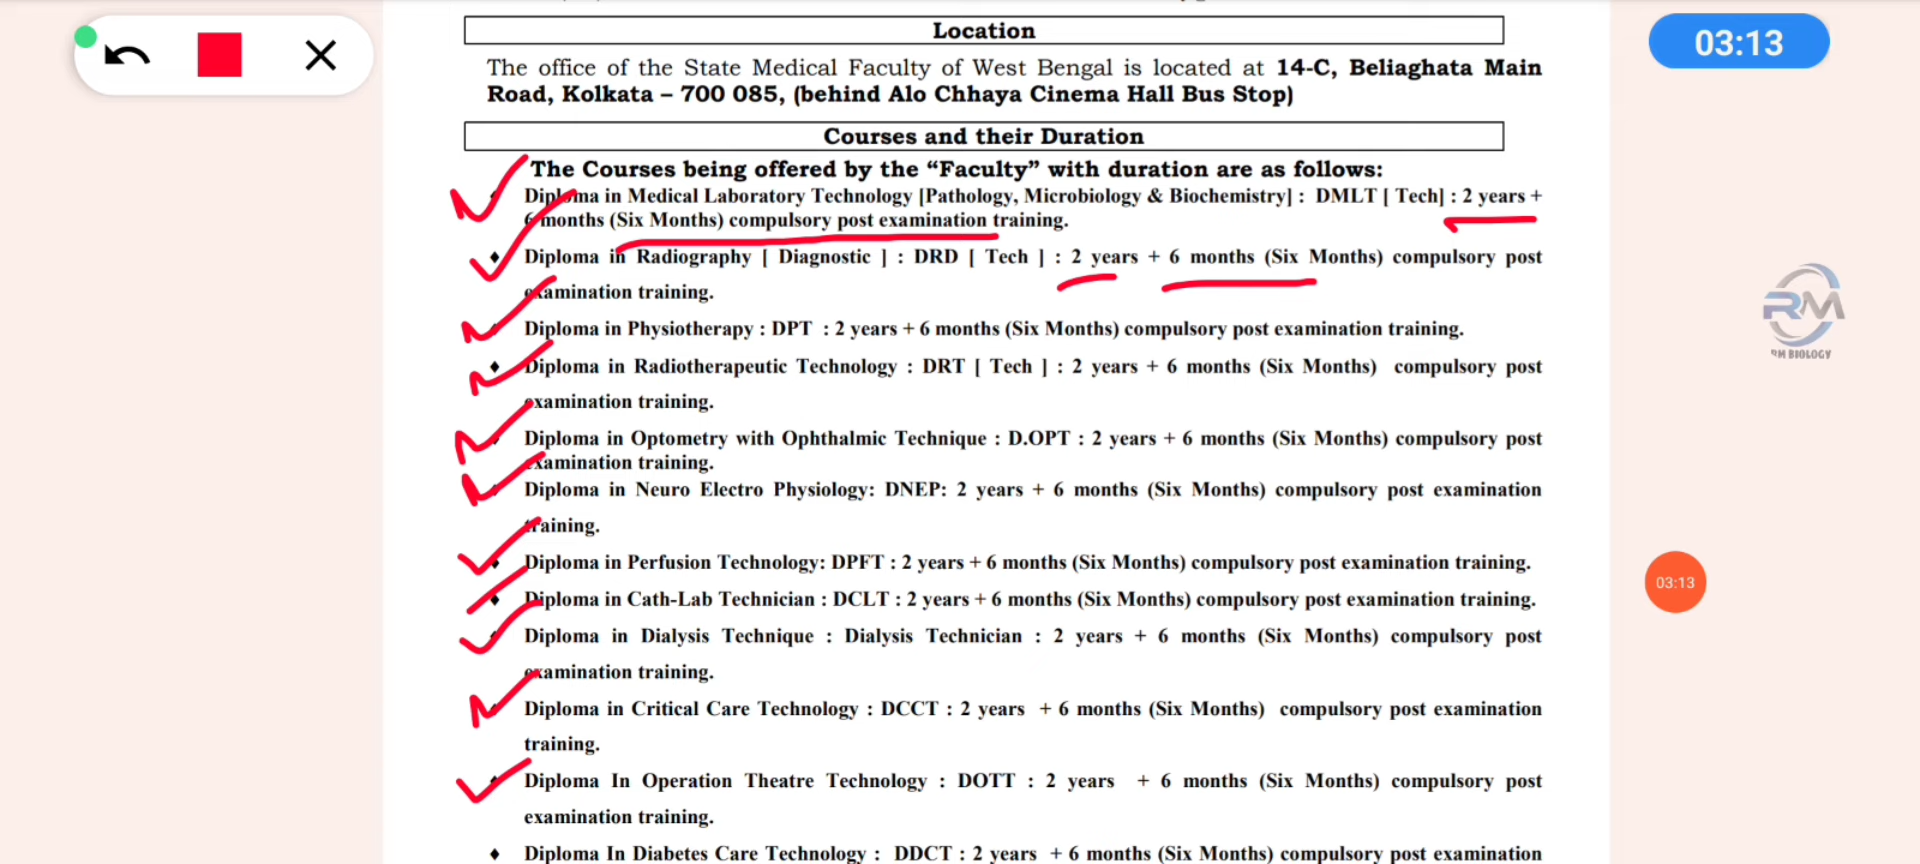 Location
03:13
The office of the State Medical Faculty of West Bengal is located at 14-C, Beliaghata Main
Road, Kolkata – 700 085, (behind Alo Chhaya Cinema Hall Bus Stop)
Courses and their Duration
The Courses being offered by the “Faculty” with duration are as follows:
Diploma in Medical Laboratory Technology [Pathology, Microbiology & Biochemistry] : DMLT [ Tech] : 2 years +
6 months (Six Months) compulsory post examination training.
♦ Diploma in Radiography [ Diagnostic ] : DRD [ Tech ] : 2 years + 6 months (Six Months) compulsory post
examination training.
Diploma in Physiotherapy : DPT : 2 years + 6 months (Six Months) compulsory post examination training.
♦ Diploma in Radiotherapeutic Technology : DRT [ Tech ] : 2 years + 6 months (Six Months) compulsory post
examination training.
Diploma in Optometry with Ophthalmic Technique : D.OPT : 2 years + 6 months (Six Months) compulsory post
examination training.
Diploma in Neuro Electro Physiology: DNEP: 2 years + 6 months (Six Months) compulsory post examination
training.
♦ Diploma in Perfusion Technology: DPFT : 2 years + 6 months (Six Months) compulsory post examination training.
♦ Diploma in Cath-Lab Technician : DCLT : 2 years + 6 months (Six Months) compulsory post examination training.
Diploma in Dialysis Technique : Dialysis Technician : 2 years + 6 months (Six Months) compulsory post
examination training.
Diploma in Critical Care Technology : DCCT : 2 years + 6 months (Six Months) compulsory post examination
training.
Diploma In Operation Theatre Technology : DOTT : 2 years + 6 months (Six Months) compulsory post
examination training.
♦ Diploma In Diabetes Care Technology : DDCT : 2 years + 6 months (Six Months) compulsory post examination
RM
RM BIOLOGY
03:13